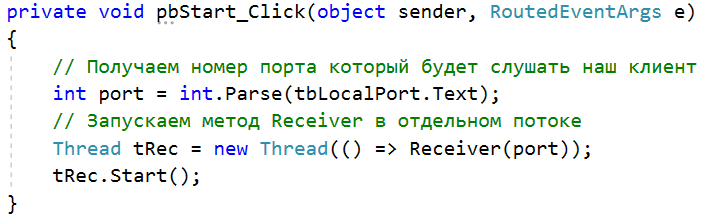 private void pbStart_Click(object sender, RoutedEventArgs e)
{
// Получаем номер порта который будет слушать наш клиент
int port = int.Parse(tbLocalPort.Text);
// Запускаем метод Receiver в отдельном потоке
Thread tRec = new Thread(() => Receiver(port));
tRec.Start();
}